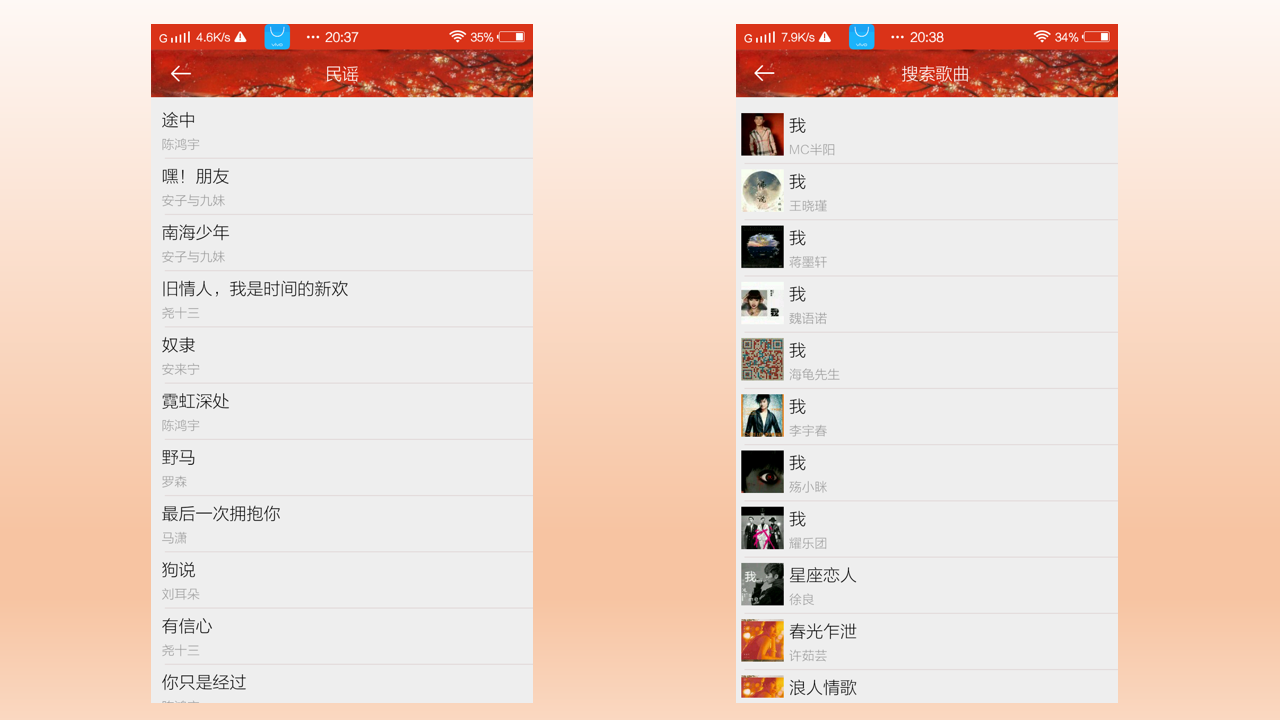 G 4.6K/s vivo ··· 20:37 35%
民谣
途中
陈鸿宇
嘿！朋友
安子与九妹
南海少年
安子与九妹
旧情人，我是时间的新欢
尧十三
奴隶
安来宁
霓虹深处
陈鸿宇
野马
罗森
最后一次拥抱你
马潇
狗说
刘耳朵
有信心
尧十三
你只是经过
G 7.9K/s vivo ··· 20:38 34%
搜索歌曲
我
MC半阳
我
王晓瑾
我
蒋墨轩
我
魏语诺
我
海龟先生
我
李宇春
我
殇小眯
我
耀乐团
星座恋人
徐良
春光乍泄
许茹芸
浪人情歌